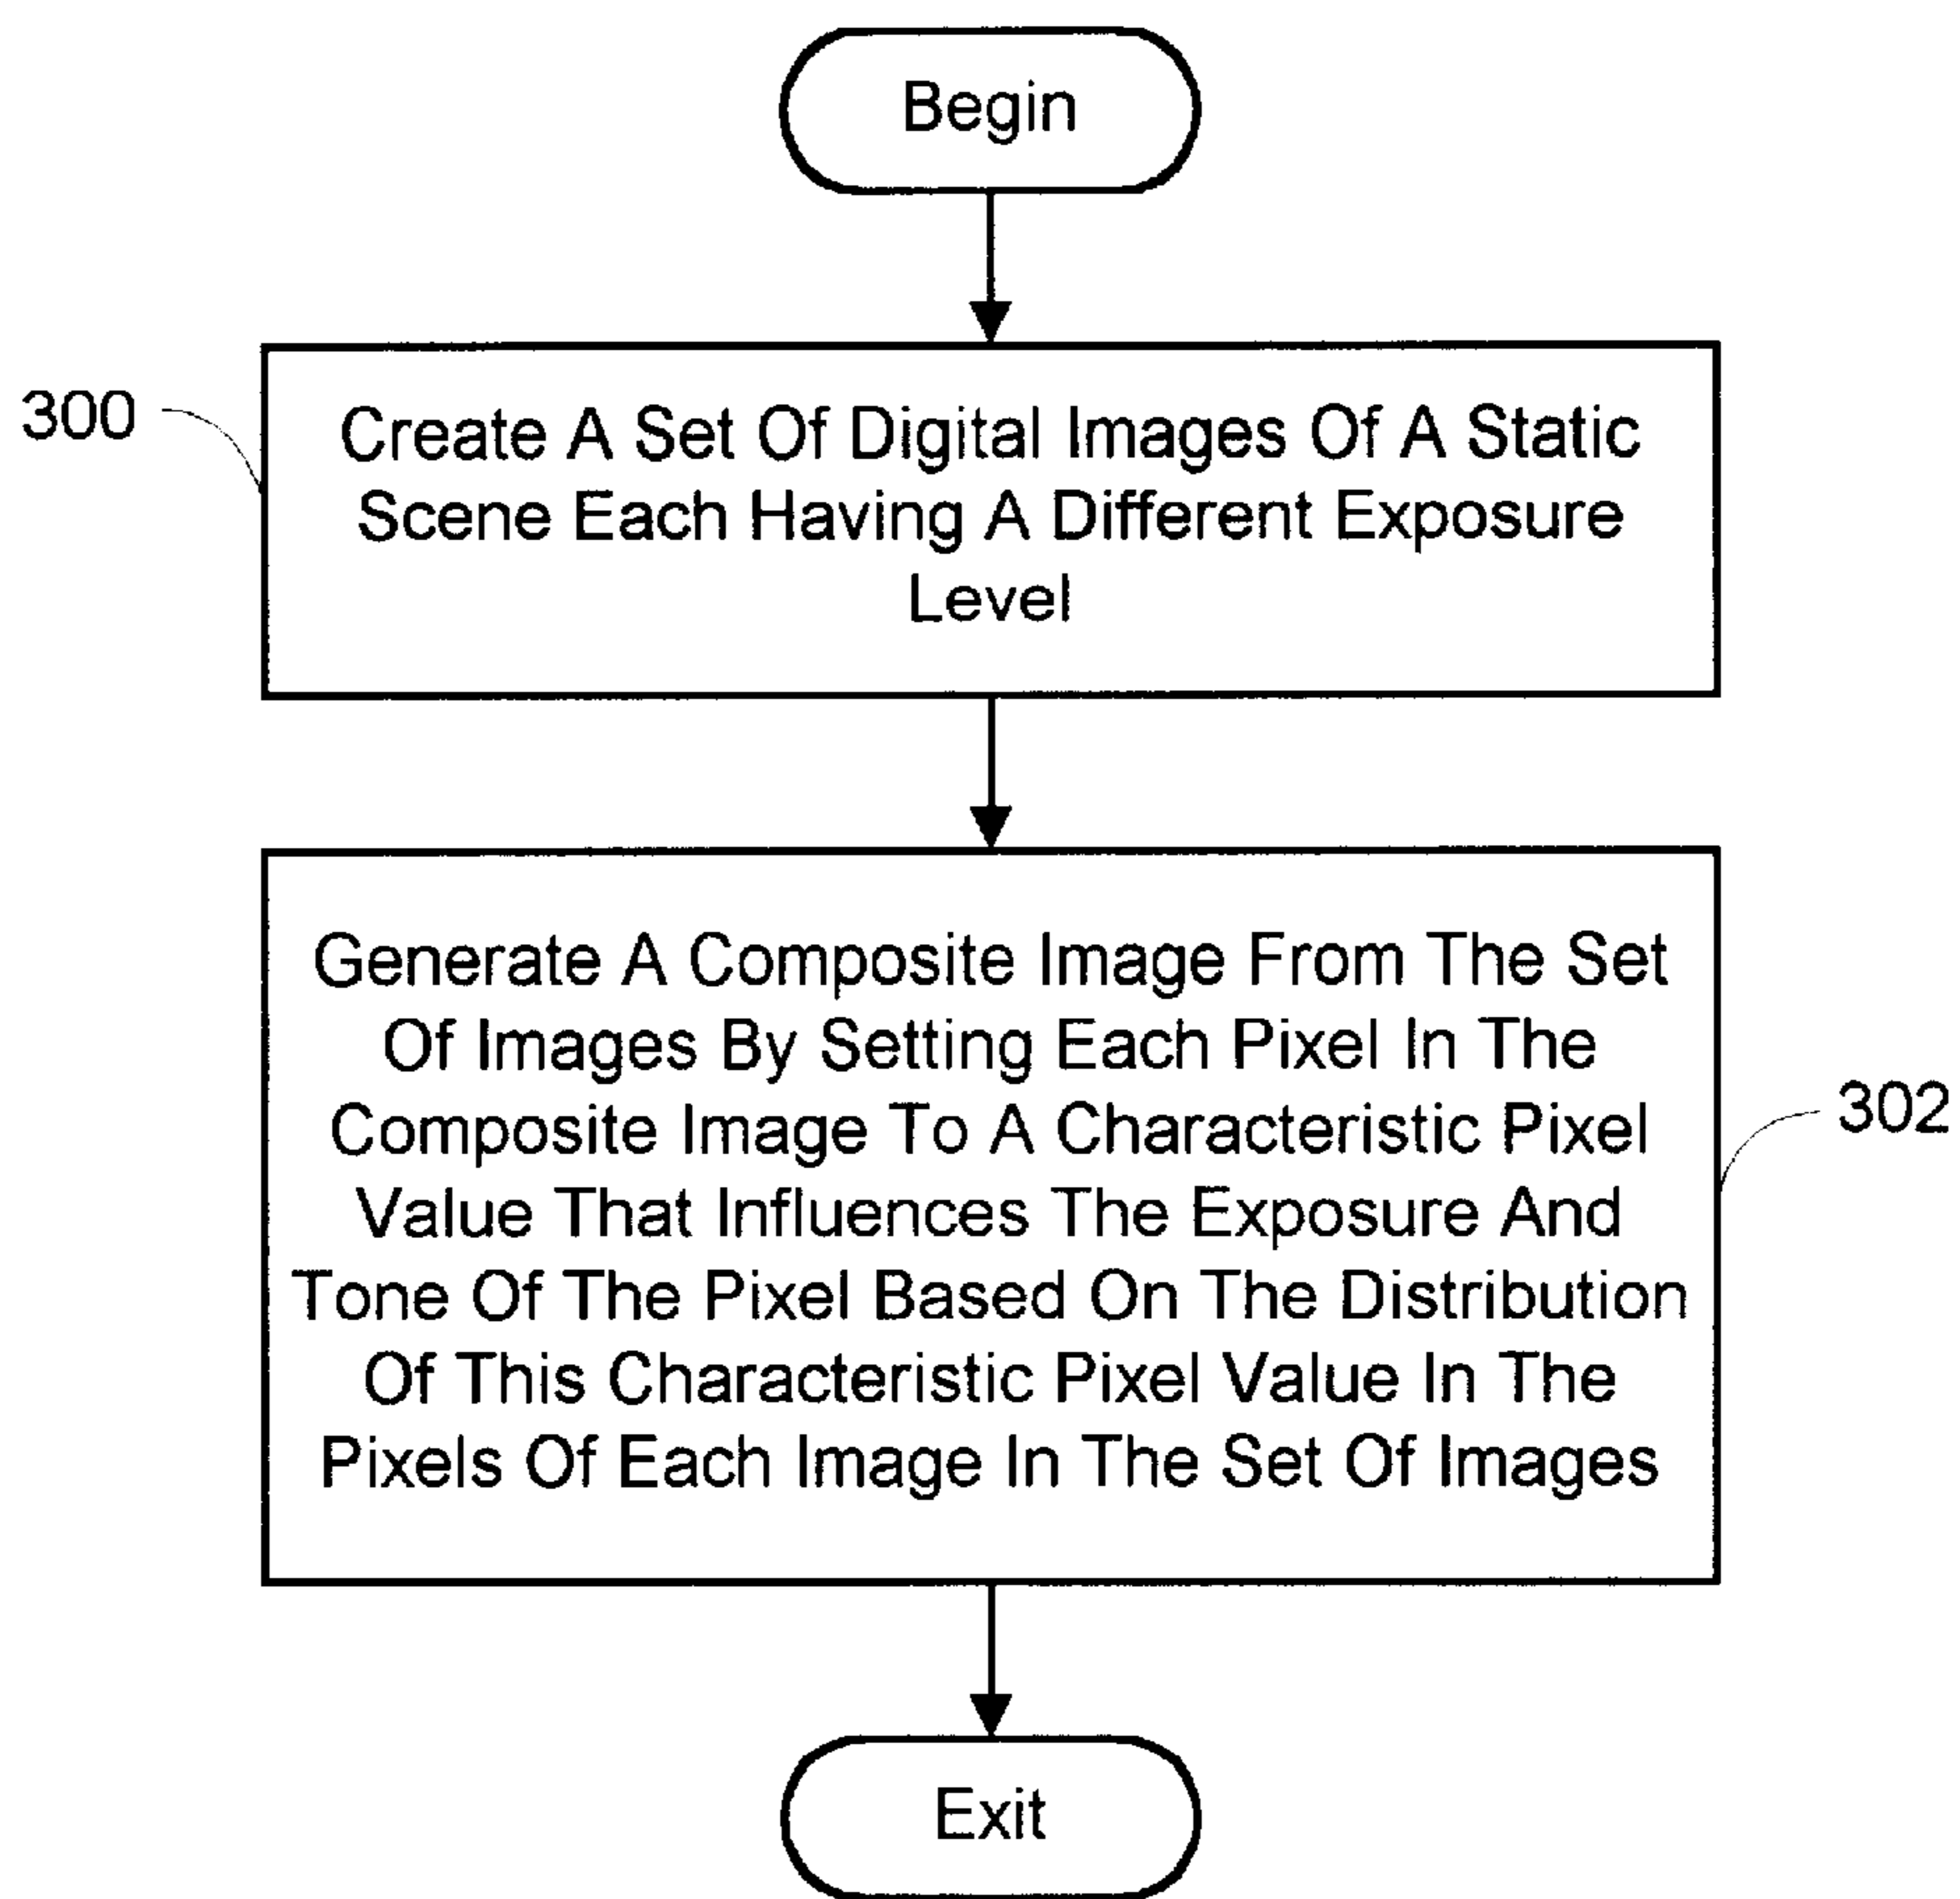 Begin
300
Create A Set Of Digital Images Of A Static
Scene Each Having A Different Exposure
Level
Generate A Composite Image From The Set
Of Images By Setting Each Pixel In The
Composite Image To A Characteristic Pixel
Value That Influences The Exposure And
Tone Of The Pixel Based On The Distribution
Of This Characteristic Pixel Value In The
Pixels Of Each Image In The Set Of Images
302
Exit